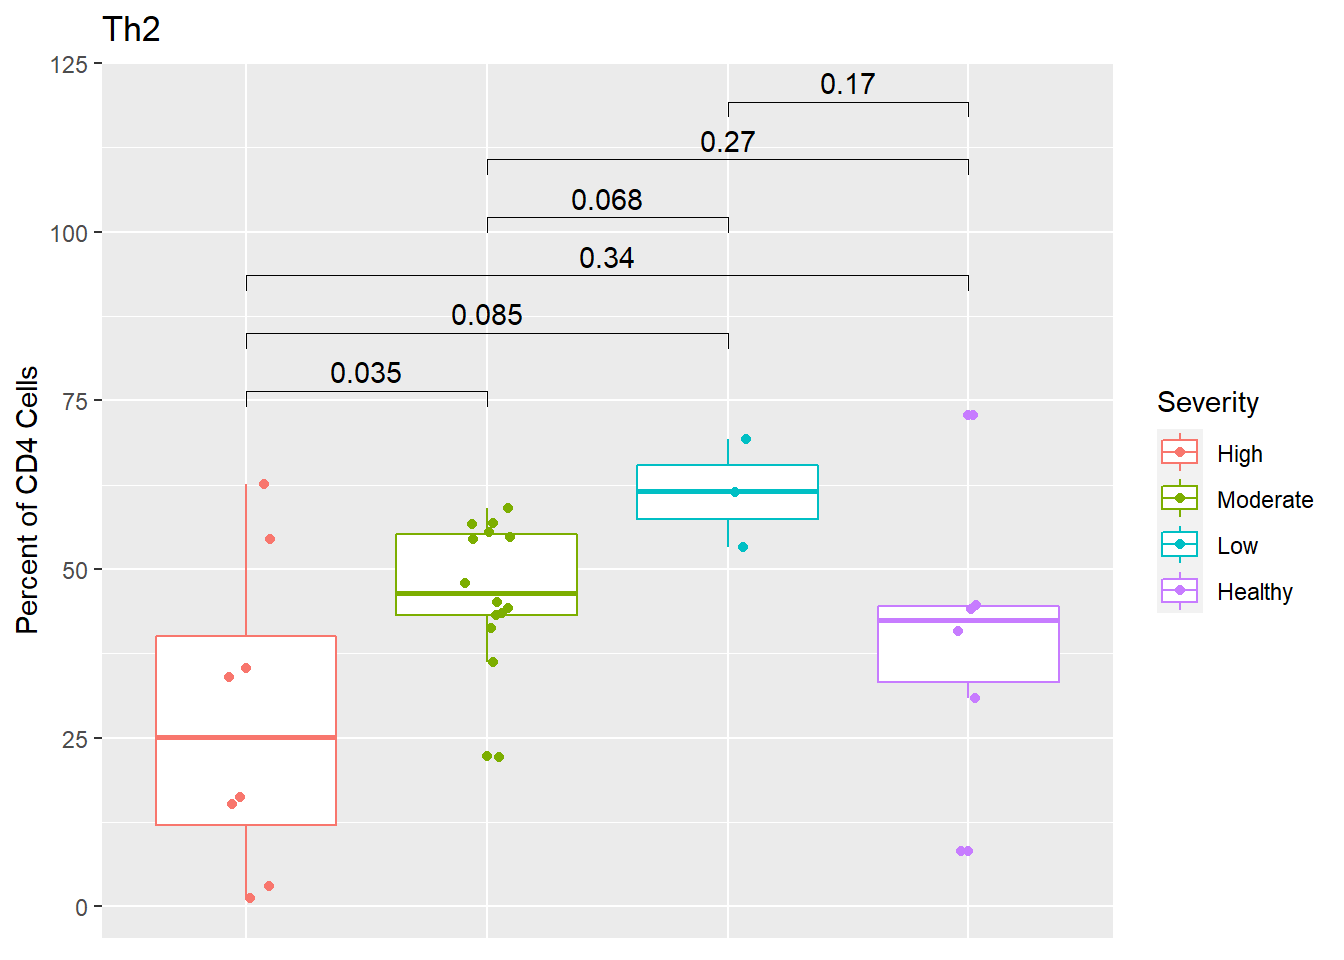 Th2
125
0.17
0.27
0.068
100
0.34
0.085
0.035
75
50
25
0
Percent of CD4 Cells
Severity
High
Moderate
Low
Healthy